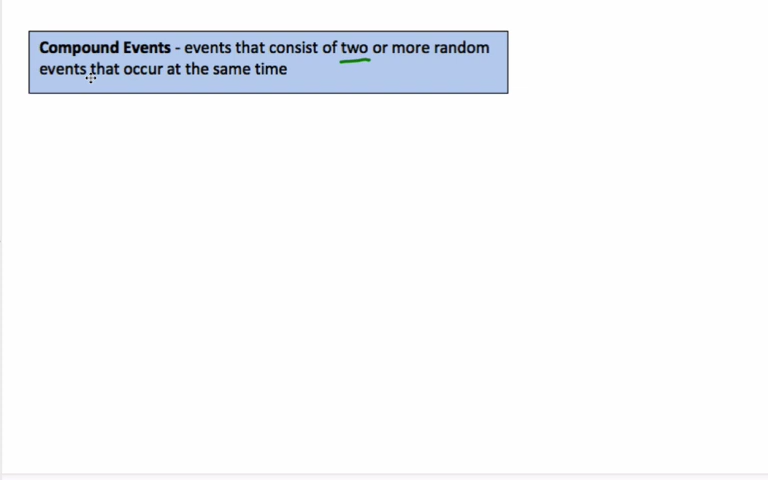 Compound Events - events that consist of two or more random
events that occur at the same time